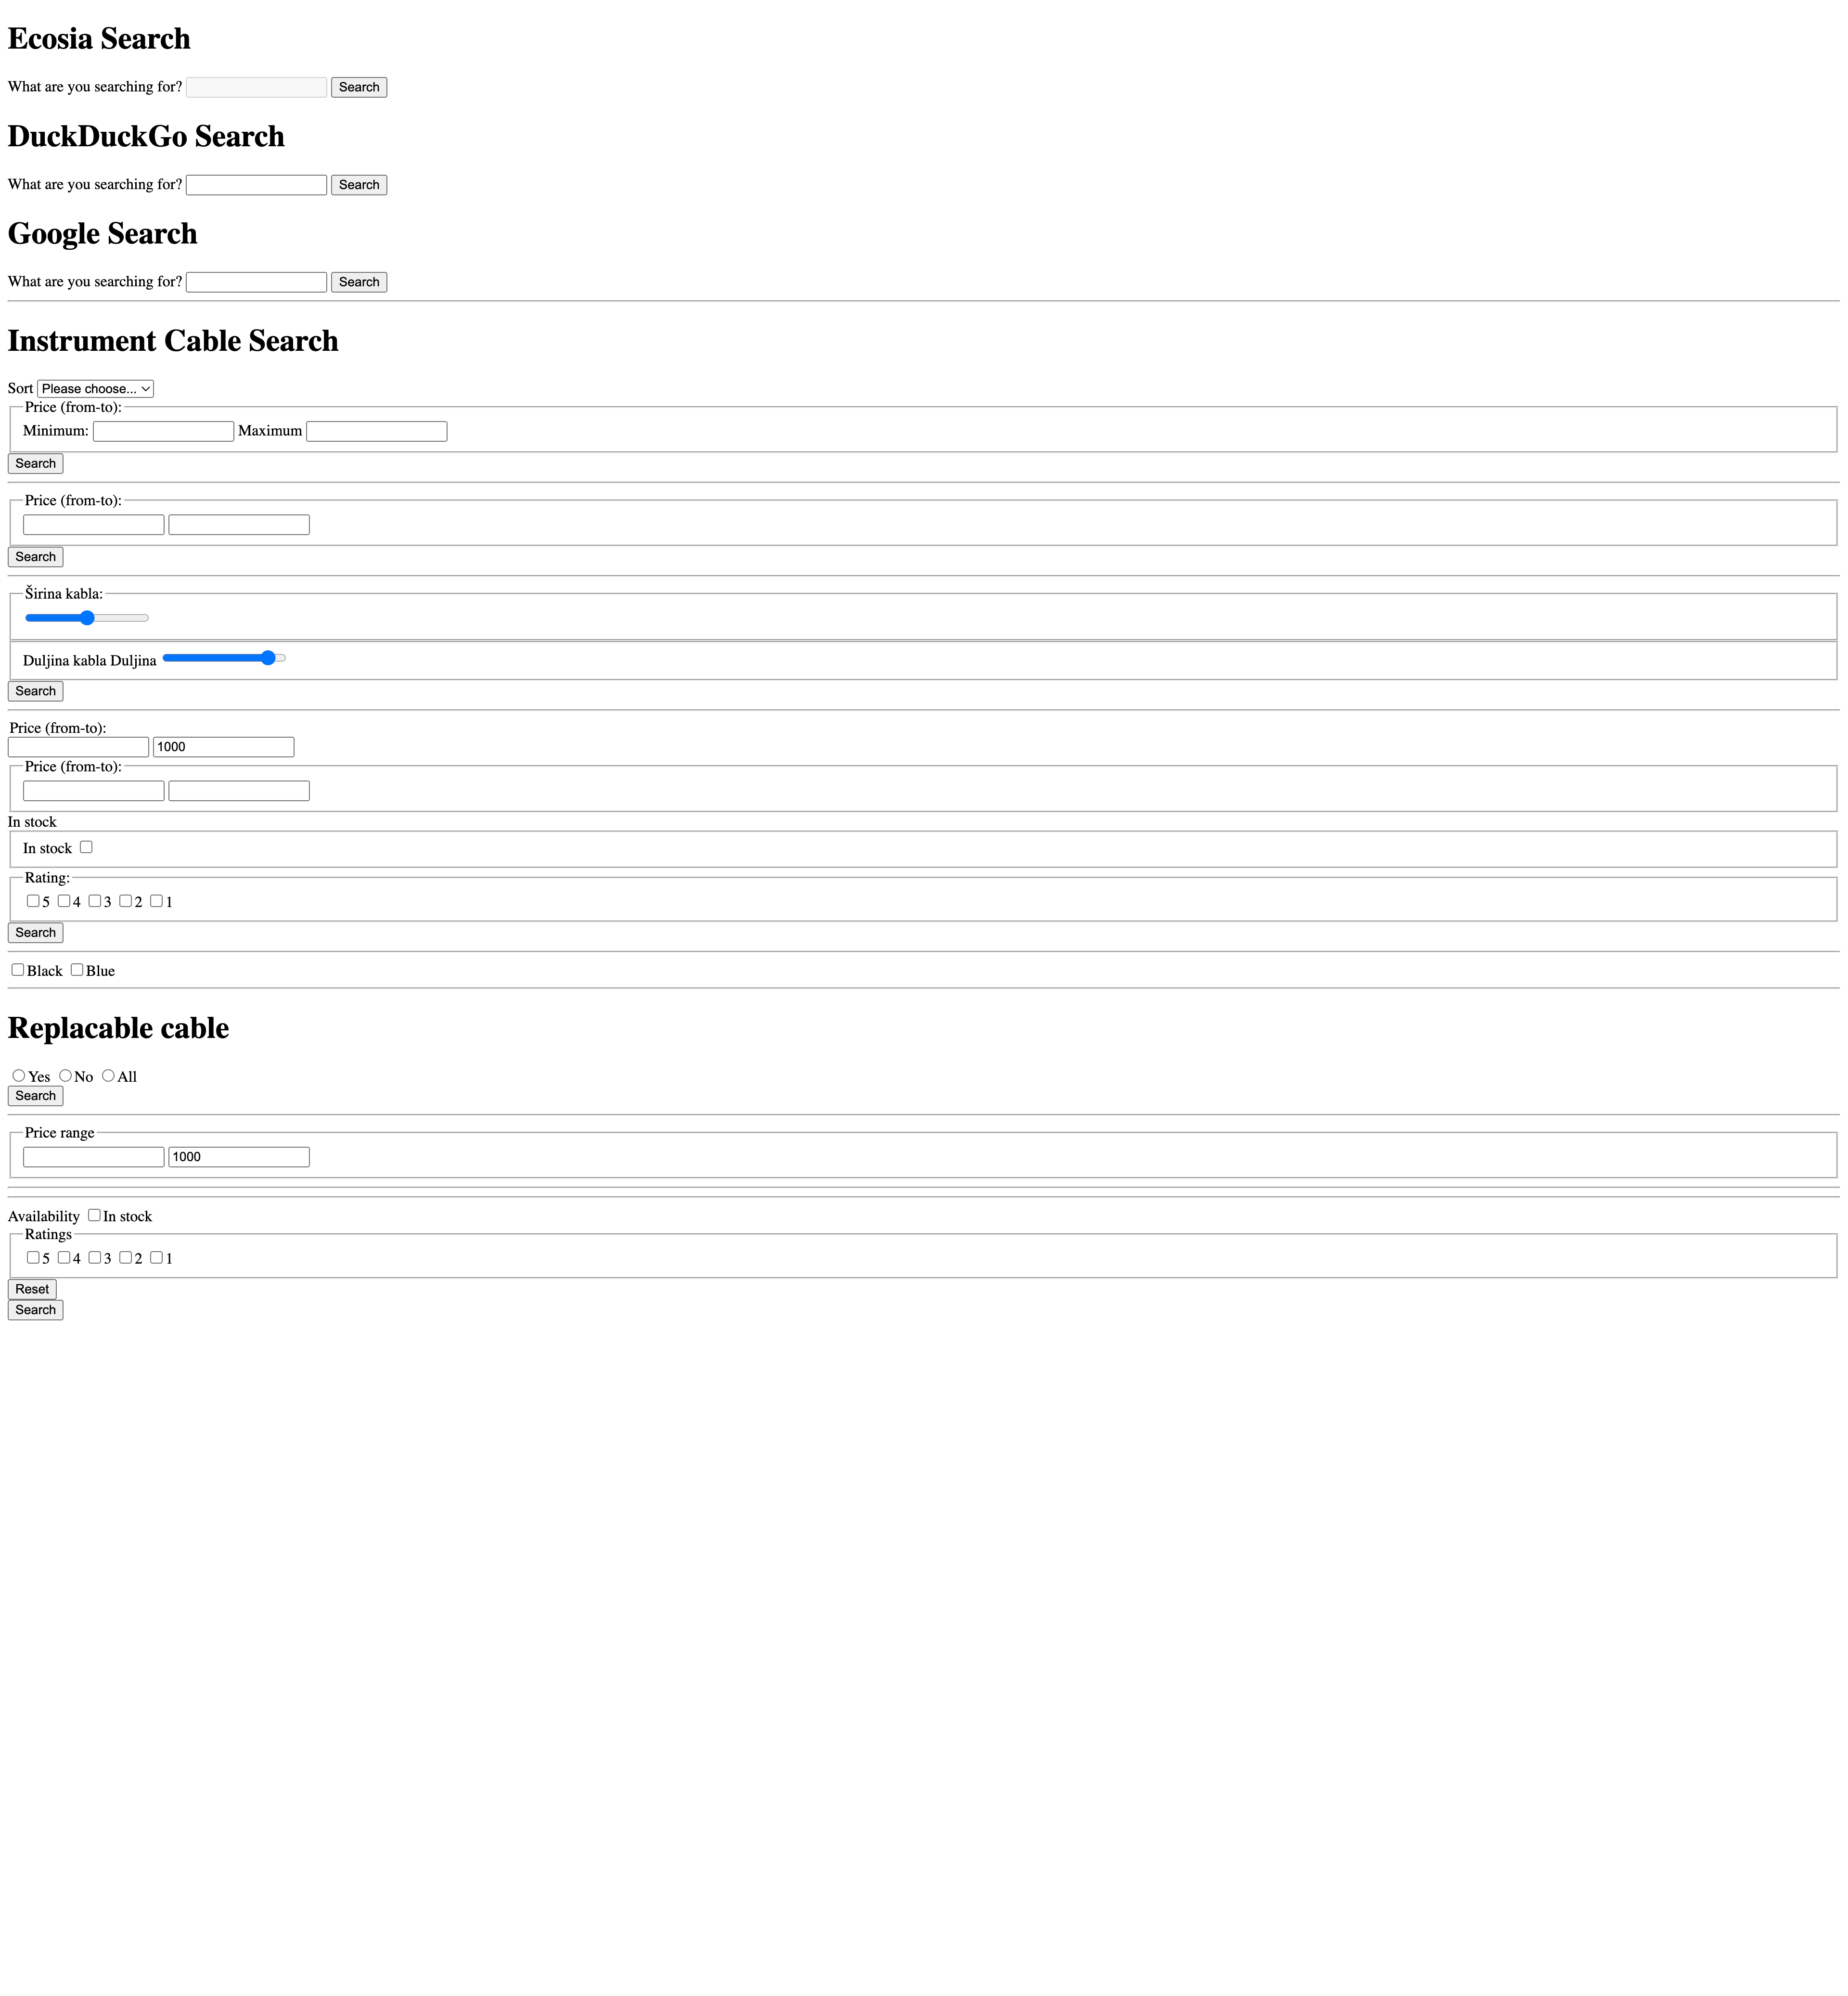 Ecosia Search
What are you searching for? Search
DuckDuckGo Search
What are you searching for? Search
Google Search
What are you searching for? Search
Instrument Cable Search
Sort Please choose...
Price (from-to):
Minimum: Maximum
Search
Price (from-to):
Search
Širina kabla:
Duljina kabla Duljina
Search
Price (from-to):
1000
Price (from-to):
In stock
In stock
Rating:
5 4 3 2 1
Search
Black Blue
Replacable cable
Yes No All
Search
Price range
1000
Availability In stock
Ratings
5 4 3 2 1
Reset
Search